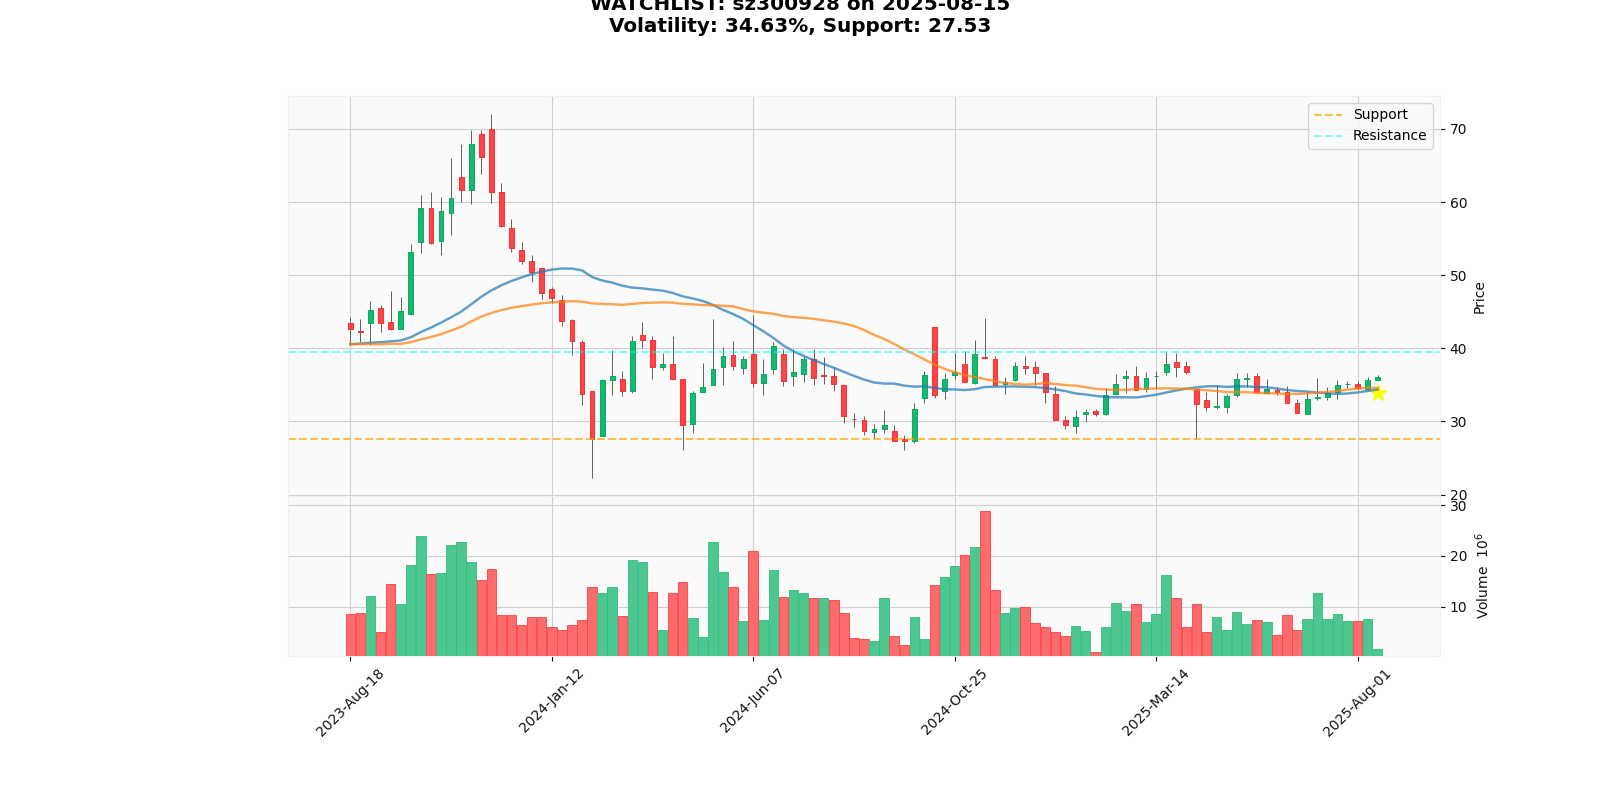 WATCHLIST: sz300928 on 2025-08-15
Volatility: 34.63%, Support: 27.53
Support
Resistance
70
60
50
40
30
20
Price
30
20
10
Volume 10^6
2023-Aug-18
2024-Jan-12
2024-Jun-07
2024-Oct-25
2025-Mar-14
2025-Aug-01